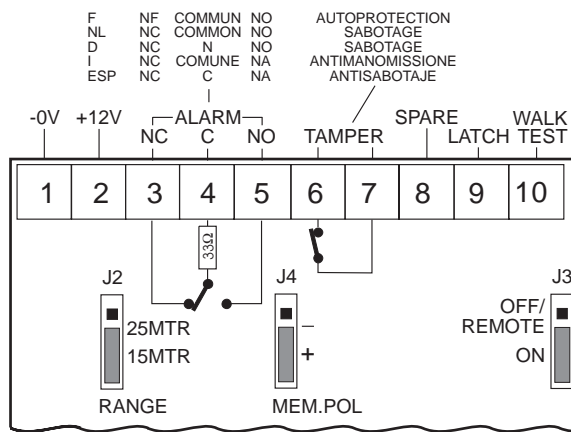 F NF COMMUN NO AUTOPROTECTION
NL NC COMMON NO SABOTAGE
D NC N NO SABOTAGE
I NC COMUNE NA ANTIMANOMISSIONE
ESP NC C NA ANTISABOTAJE
-0V +12V ALARM SPARE WALK
NC C NO TAMPER LATCH TEST
1 2 3 4 5 6 7 8 9 10
33Ω
J2 J4 J3
25MTR – OFF/
REMOTE
15MTR + ON
RANGE MEM.POL